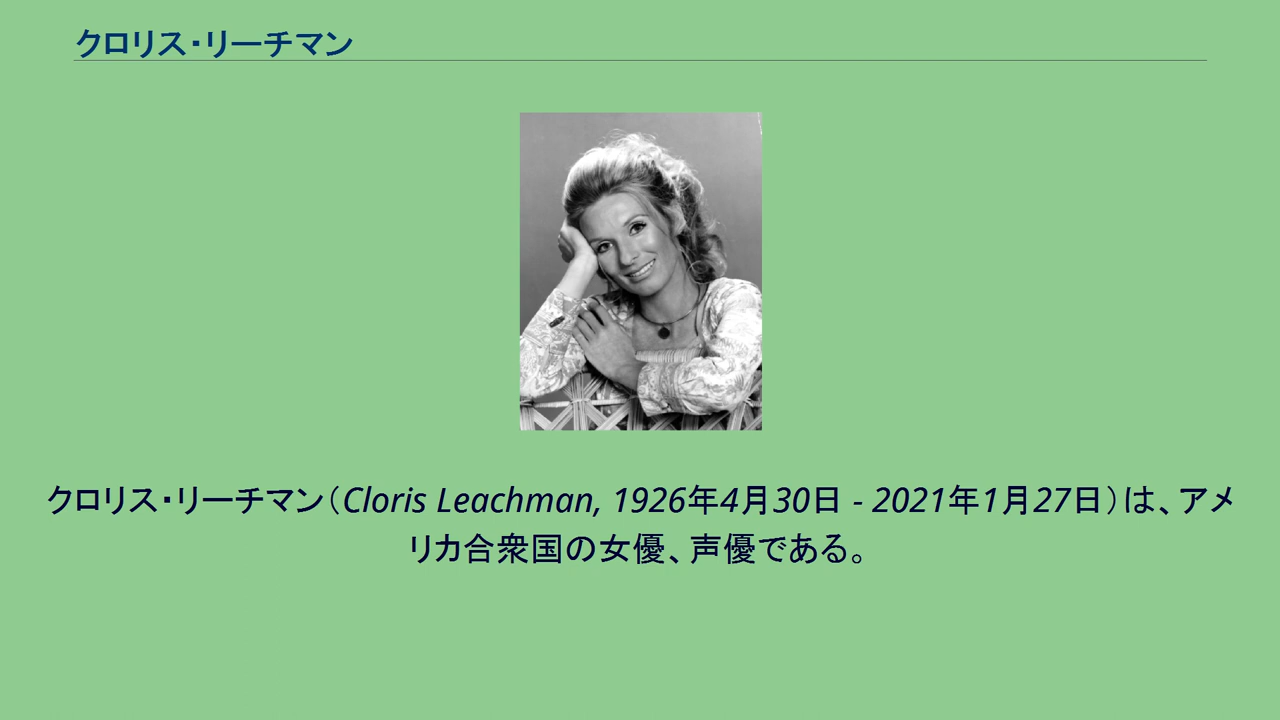 クロリス・リーチマン
クロリス・リーチマン（Cloris Leachman, 1926年4月30日 - 2021年1月27日）は、アメ
リカ合衆国の女優、声優である。